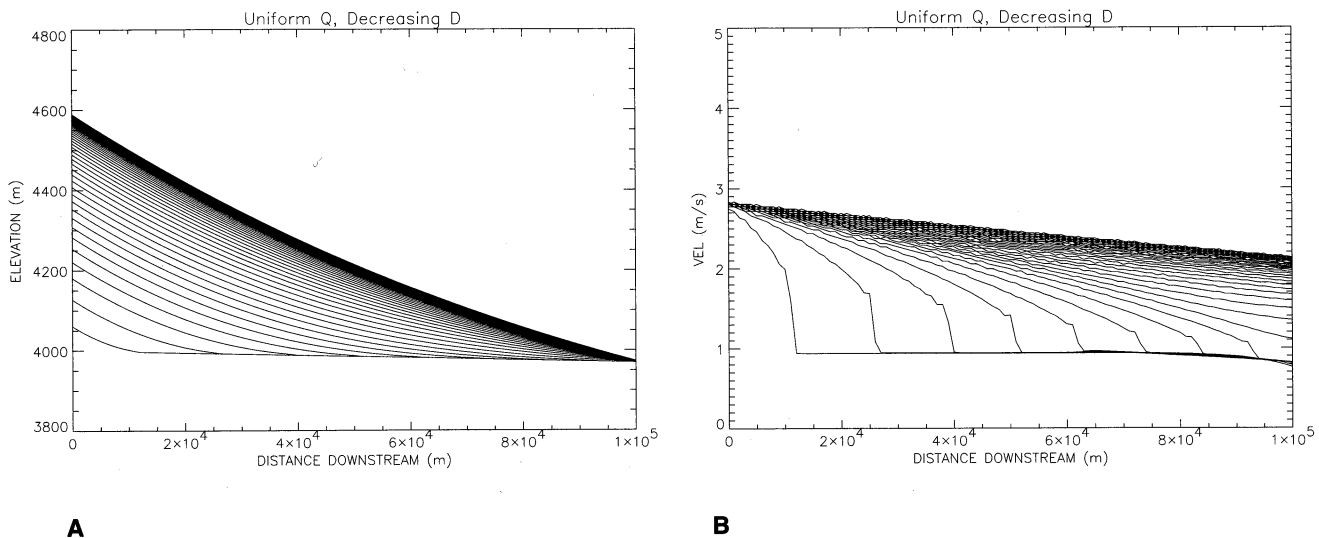 Uniform Q, Decreasing D
4800
4600
4400
4200
4000
3800
ELEVATION (m)
0 2×10⁴ 4×10⁴ 6×10⁴ 8×10⁴ 1×10⁵
DISTANCE DOWNSTREAM (m)
A
Uniform Q, Decreasing D
5
4
3
2
1
0
VEL (m/s)
0 2×10⁴ 4×10⁴ 6×10⁴ 8×10⁴ 1×10⁵
DISTANCE DOWNSTREAM (m)
B